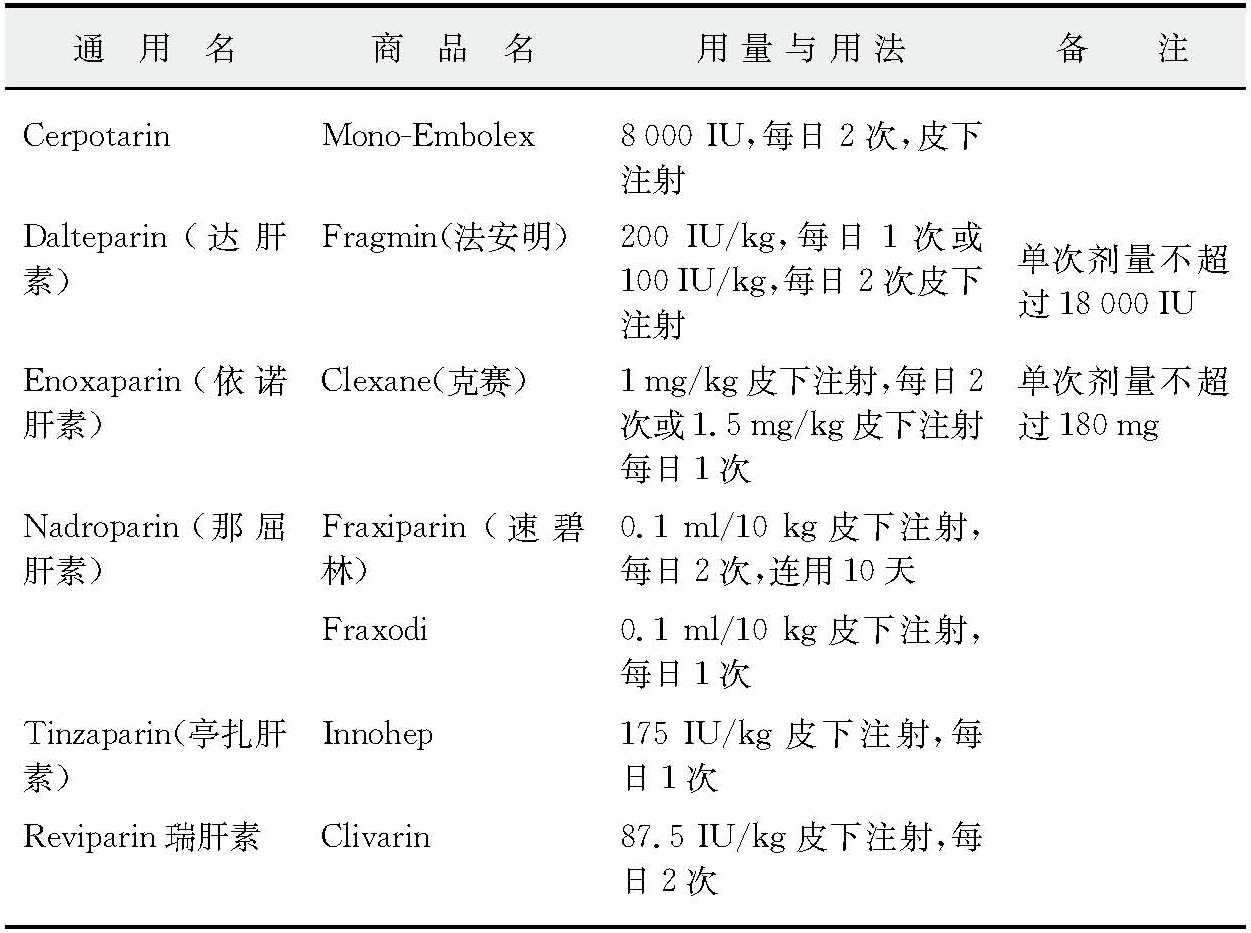 通 用 名 商 品 名 用量与用法 备 注
Cerpotarin Mono-Embolex 8 000 IU,每日 2 次,皮下
注射
Dalteparin（达肝 Fragmin(法安明) 200 IU/kg,每日 1 次或
素） 100 IU/kg,每日 2 次皮下
注射
单次剂量不超
过 18 000 IU
Enoxaparin（依诺 Clexane(克赛) 1 mg/kg 皮下注射,每日 2 单次剂量不超
肝素） 次或 1. 5 mg/kg 皮下注射 过 180 mg
每日 1 次
Nadroparin（那屈 Fraxiparin（速碧 0. 1 ml/10 kg 皮下注射,
肝素） 林） 每日 2 次,连用 10 天
Fraxodi 0. 1 ml/10 kg 皮下注射,
每日 1 次
Tinzaparin(亭扎肝 Innohep 175 IU/kg 皮下注射,每
素） 日 1 次
Reviparin 瑞肝素 Clivarin 87. 5 IU/kg 皮下注射,每
日 2 次